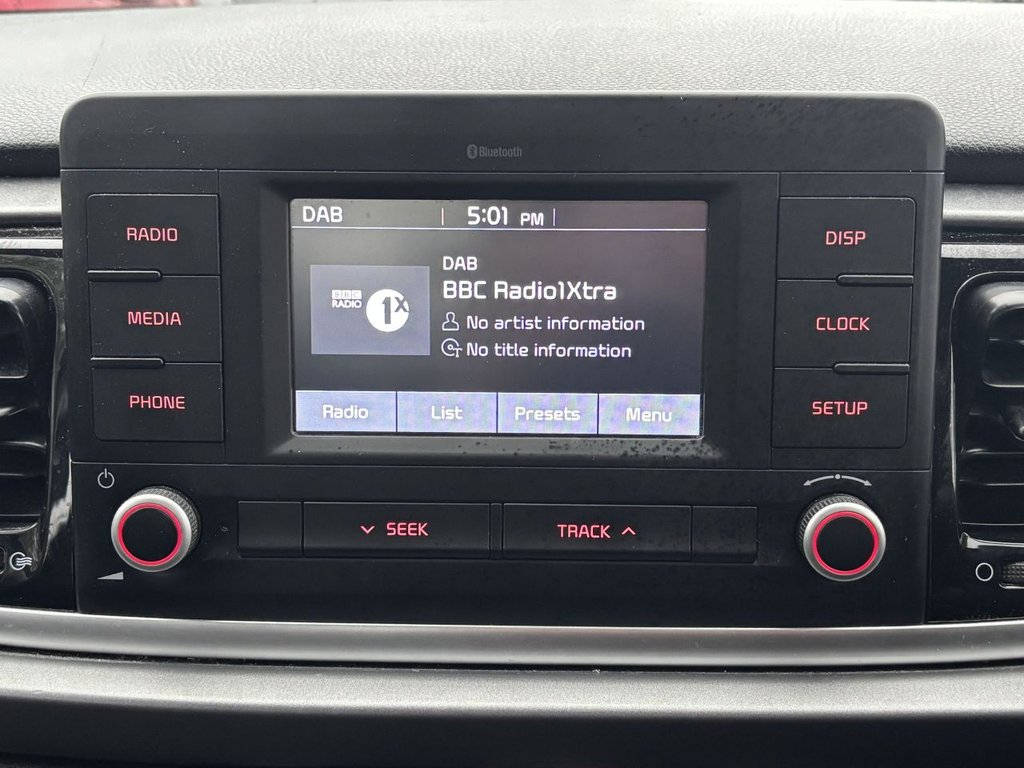 Bluetooth
RADIO
MEDIA
PHONE
DAB 5:01 PM
BBC
RADIO
1X
DAB
BBC Radio1Xtra
No artist information
No title information
Radio List Presets Menu
DISP
CLOCK
SETUP
SEEK TRACK